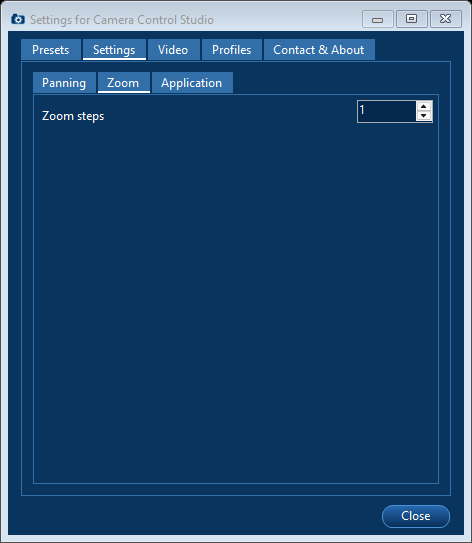 Settings for Camera Control Studio
Presets Settings Video Profiles Contact & About
Panning Zoom Application
Zoom steps 1
Close